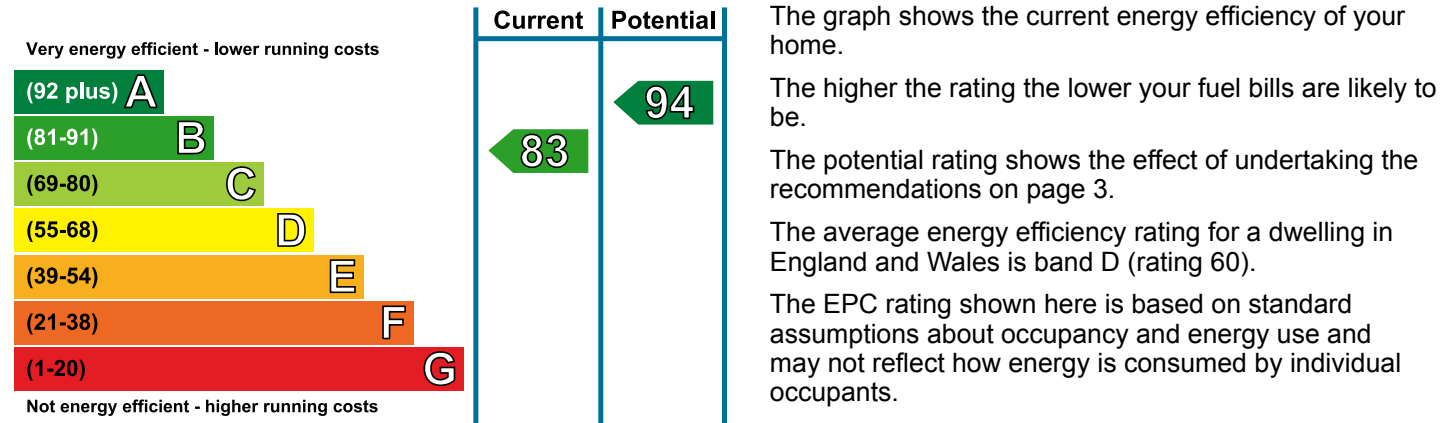 Current Potential
Very energy efficient - lower running costs
(92 plus) A
94
(81-91) B
83
(69-80) C
(55-68) D
(39-54) E
(21-38) F
(1-20) G
Not energy efficient - higher running costs
The graph shows the current energy efficiency of your
home.
The higher the rating the lower your fuel bills are likely to
be.
The potential rating shows the effect of undertaking the
recommendations on page 3.
The average energy efficiency rating for a dwelling in
England and Wales is band D (rating 60).
The EPC rating shown here is based on standard
assumptions about occupancy and energy use and
may not reflect how energy is consumed by individual
occupants.